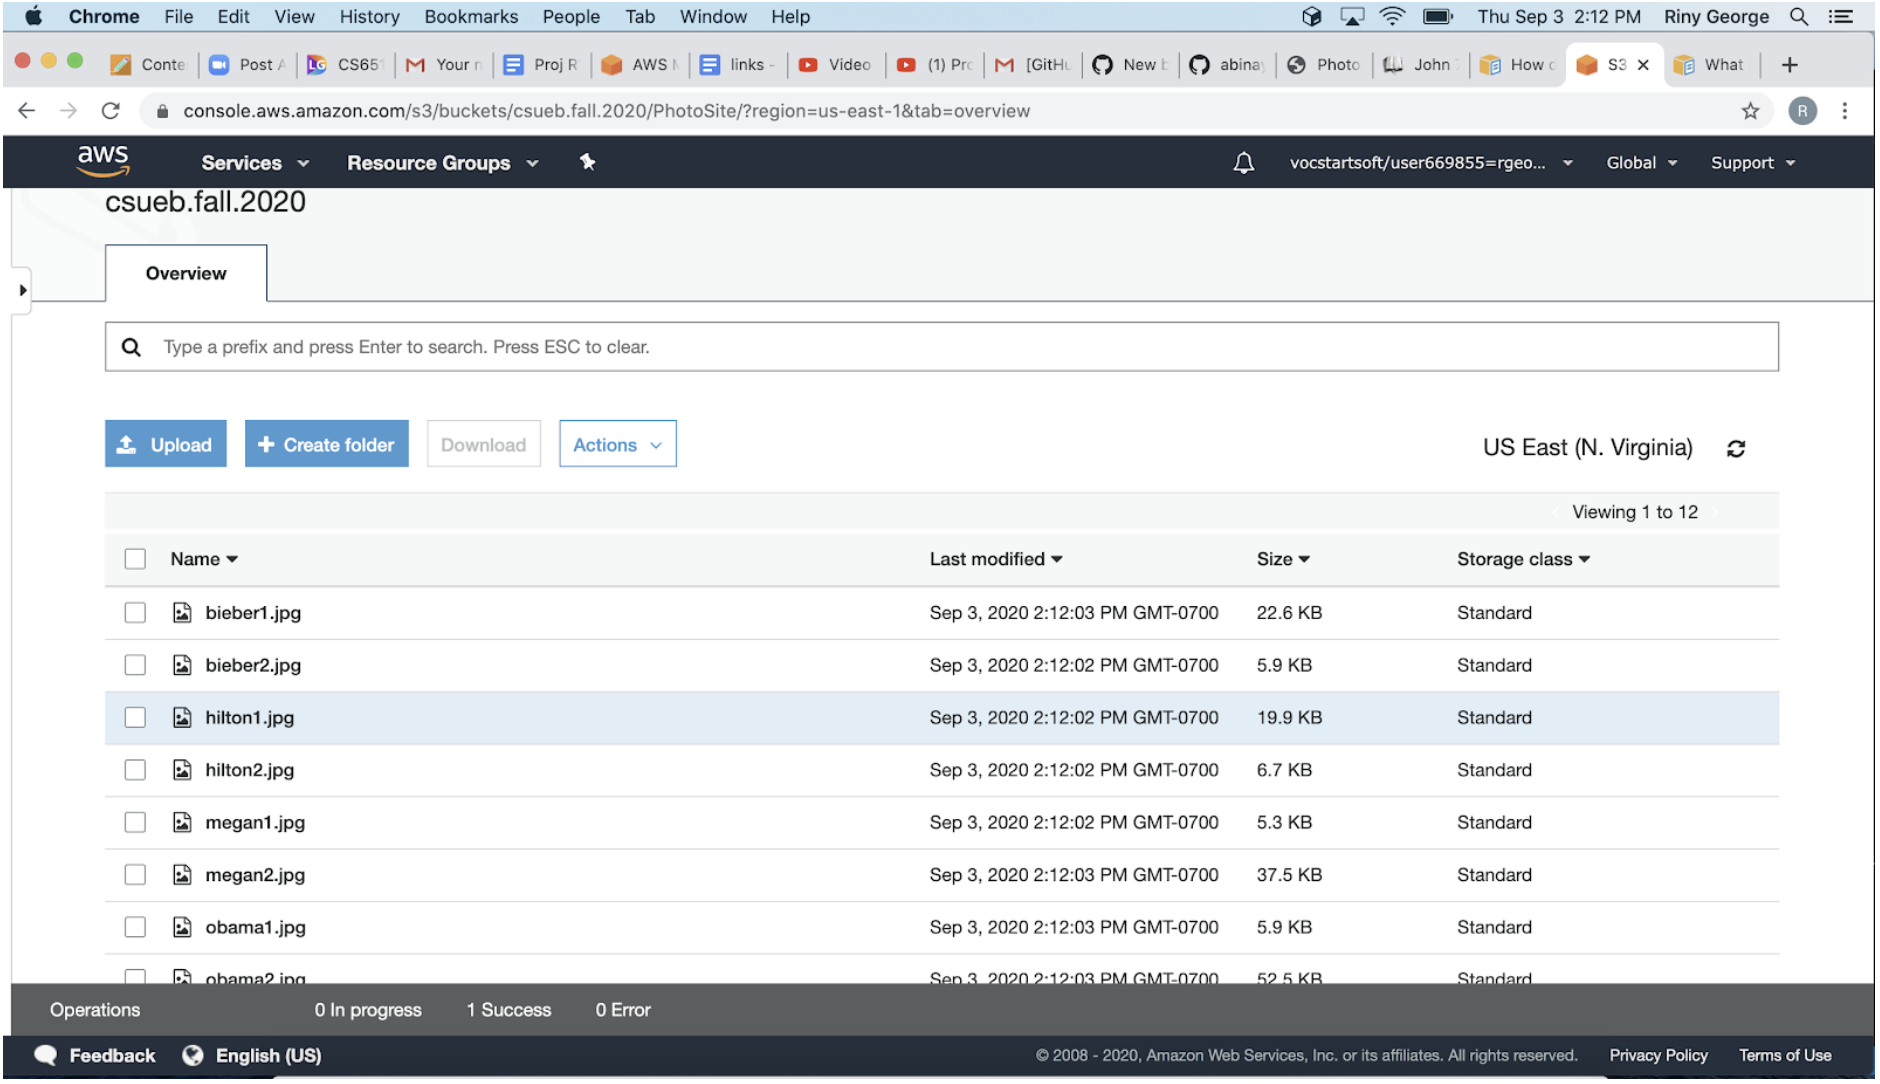 Chrome File Edit View History Bookmarks People Tab Window Help Thu Sep 3 2:12 PM Riny George
Conte Post A CS651 Your n Proj R AWS M links - Video (1) Pro [GitHu New b abinay Photo John How d S3 What
console.aws.amazon.com/s3/buckets/csueb.fall.2020/PhotoSite/?region=us-east-1&tab=overview R
aws Services Resource Groups vocstartsoft/user669855=rgeo... Global Support
csueb.fall.2020
Overview
Type a prefix and press Enter to search. Press ESC to clear.
Upload + Create folder Download Actions US East (N. Virginia)
Viewing 1 to 12
Name Last modified Size Storage class
bieber1.jpg Sep 3, 2020 2:12:03 PM GMT-0700 22.6 KB Standard
bieber2.jpg Sep 3, 2020 2:12:02 PM GMT-0700 5.9 KB Standard
hilton1.jpg Sep 3, 2020 2:12:02 PM GMT-0700 19.9 KB Standard
hilton2.jpg Sep 3, 2020 2:12:02 PM GMT-0700 6.7 KB Standard
megan1.jpg Sep 3, 2020 2:12:02 PM GMT-0700 5.3 KB Standard
megan2.jpg Sep 3, 2020 2:12:03 PM GMT-0700 37.5 KB Standard
obama1.jpg Sep 3, 2020 2:12:03 PM GMT-0700 5.9 KB Standard
obama2.jpg Sep 3, 2020 2:12:03 PM GMT-0700 52.5 KB Standard
Operations 0 In progress 1 Success 0 Error
Feedback English (US) © 2008 - 2020, Amazon Web Services, Inc. or its affiliates. All rights reserved. Privacy Policy Terms of Use